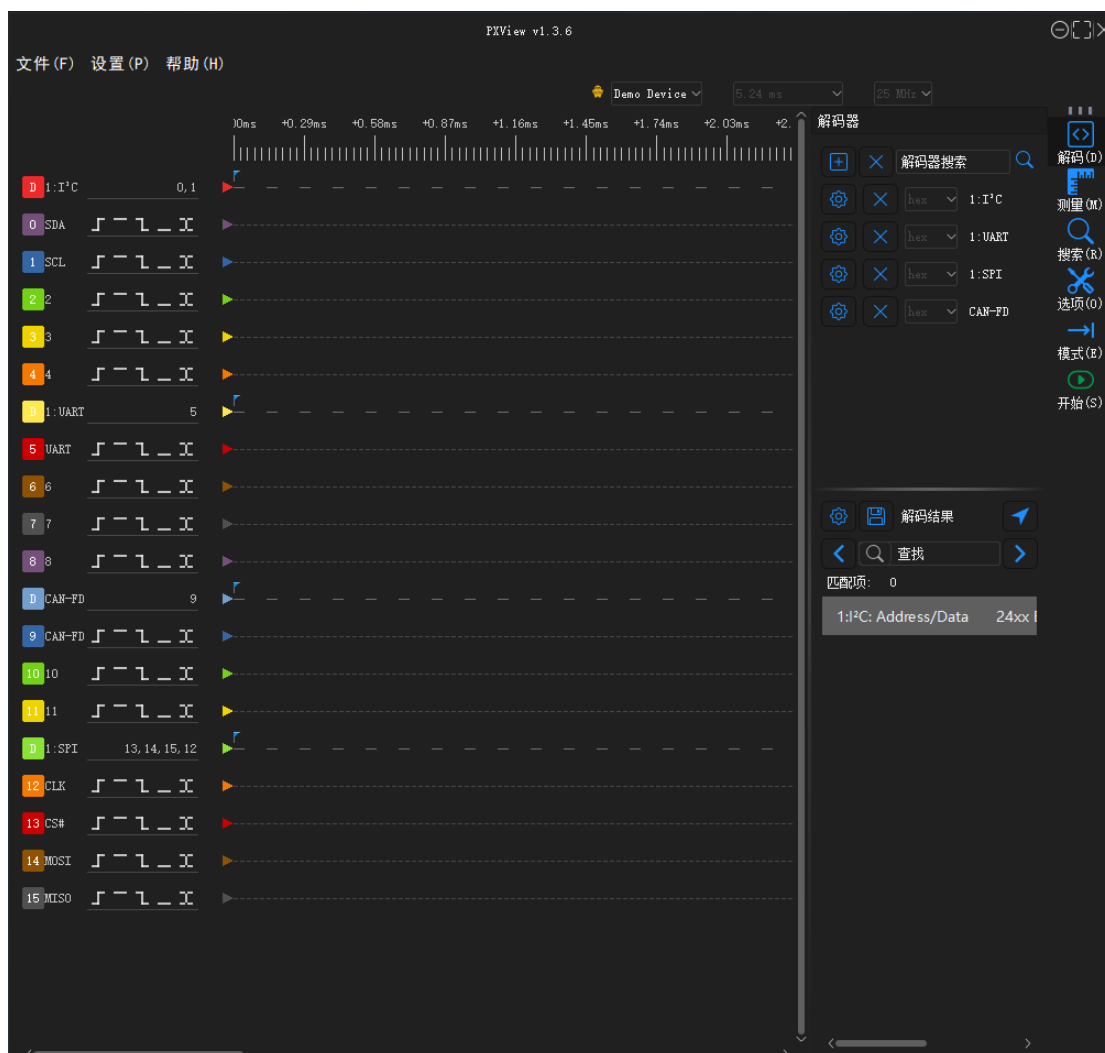 PXView v1.3.6
文件(F) 设置(P) 帮助(H)
Demo Device 5.24 ms 25 MHz
+0.29ms +0.58ms +0.87ms +1.16ms +1.45ms +1.74ms +2.03ms
解码器
解码器搜索
hex 1:I²C
hex 1:UART
hex 1:SPI
hex CAN-FD
解码(D)
测量(M)
搜索(R)
选项(O)
模式(E)
开始(S)
D 1:I²C 0,1
0 SDA
1 SCL
2 2
3 3
4 4
D 1:UART 5
5 UART
6 6
7 7
8 8
D CAN-FD 9
9 CAN-FD
10 10
11 11
D 1:SPI 13,14,15,12
12 CLK
13 CS#
14 MOSI
15 MISO
解码结果
查找
匹配项: 0
1:I²C: Address/Data 24xx